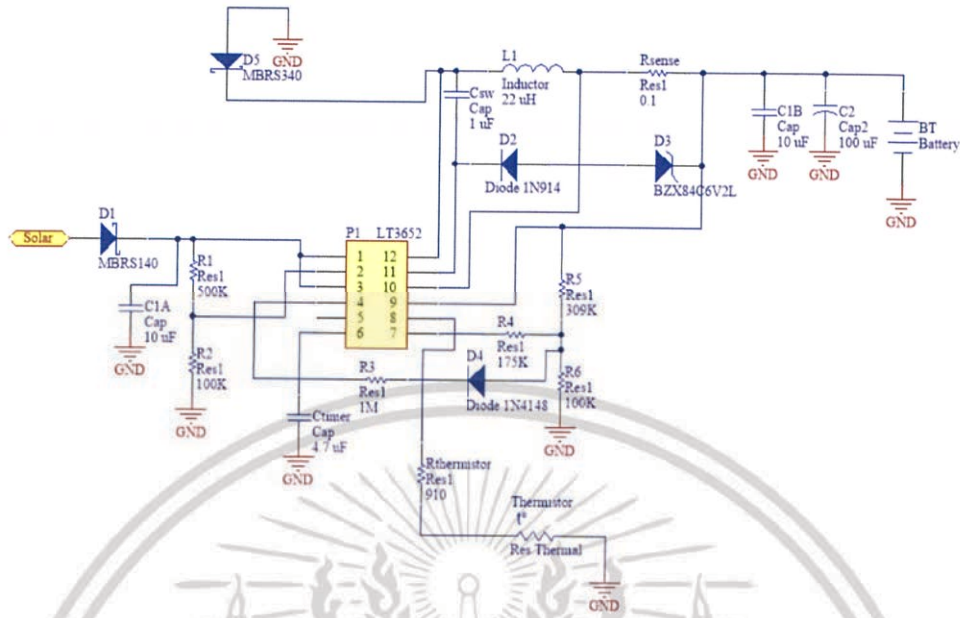 D5
MBRS340
GND
L1
Inductor
22 uH
Rsense
Res1
0.1
Csw
Cap
1 uF
C1B
Cap
10 uF
GND
C2
Cap2
100 uF
GND
BT
Battery
GND
D2
Diode 1N914
D3
BZX84C6V2L
Solar
D1
MBRS140
C1A
Cap
10 uF
GND
R1
Res1
500K
R2
Res1
100K
GND
P1 LT3652
1 12
2 11
3 10
4 9
5 8
6 7
R5
Res1
309K
R4
Res1
175K
R6
Res1
100K
GND
D4
Diode 1N4148
R3
Res1
1M
Ctimer
Cap
4.7 uF
GND
Rthermistor
Res1
910
Thermistor
t°
Res Thermal
GND